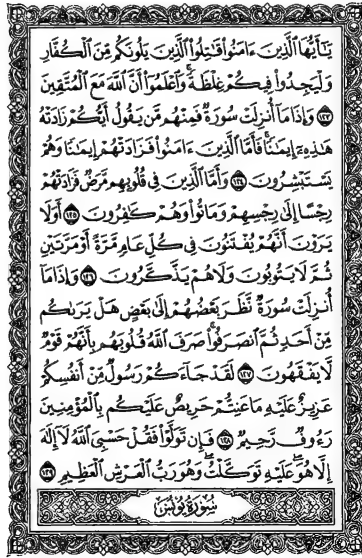 يَٰٓأَيُّهَا ٱلَّذِينَ ءَامَنُوا۟ قَٰتِلُوا۟ ٱلَّذِينَ يَلُونَكُم مِّنَ ٱلْكُفَّارِ
وَلْيَجِدُوا۟ فِيكُمْ غِلْظَةً ۚ وَٱعْلَمُوٓا۟ أَنَّ ٱللَّهَ مَعَ ٱلْمُتَّقِينَ
﴿١٢٣﴾ وَإِذَا مَآ أُنزِلَتْ سُورَةٌ فَمِنْهُم مَّن يَقُولُ أَيُّكُمْ زَادَتْهُ
هَٰذِهِۦٓ إِيمَٰنًا ۚ فَأَمَّا ٱلَّذِينَ ءَامَنُوا۟ فَزَادَتْهُمْ إِيمَٰنًا وَهُمْ
يَسْتَبْشِرُونَ ﴿١٢٤﴾ وَأَمَّا ٱلَّذِينَ فِى قُلُوبِهِم مَّرَضٌ فَزَادَتْهُمْ
رِجْسًا إِلَىٰ رِجْسِهِمْ وَمَاتُوا۟ وَهُمْ كَٰفِرُونَ ﴿١٢٥﴾ أَوَلَا
يَرَوْنَ أَنَّهُمْ يُفْتَنُونَ فِى كُلِّ عَامٍ مَّرَّةً أَوْ مَرَّتَيْنِ
ثُمَّ لَا يَتُوبُونَ وَلَا هُمْ يَذَّكَّرُونَ ﴿١٢٦﴾ وَإِذَا مَآ
أُنزِلَتْ سُورَةٌ نَّظَرَ بَعْضُهُمْ إِلَىٰ بَعْضٍ هَلْ يَرَىٰكُم
مِّنْ أَحَدٍ ثُمَّ ٱنصَرَفُوا۟ ۚ صَرَفَ ٱللَّهُ قُلُوبَهُم بِأَنَّهُمْ قَوْمٌ
لَّا يَفْقَهُونَ ﴿١٢٧﴾ لَقَدْ جَآءَكُمْ رَسُولٌ مِّنْ أَنفُسِكُمْ
عَزِيزٌ عَلَيْهِ مَا عَنِتُّمْ حَرِيصٌ عَلَيْكُم بِٱلْمُؤْمِنِينَ
رَءُوفٌ رَّحِيمٌ ﴿١٢٨﴾ فَإِن تَوَلَّوْا۟ فَقُلْ حَسْبِىَ ٱللَّهُ لَآ إِلَٰهَ
إِلَّا هُوَ ۖ عَلَيْهِ تَوَكَّلْتُ ۖ وَهُوَ رَبُّ ٱلْعَرْشِ ٱلْعَظِيمِ ﴿١٢٩﴾
سُورَةُ يُونُسَ